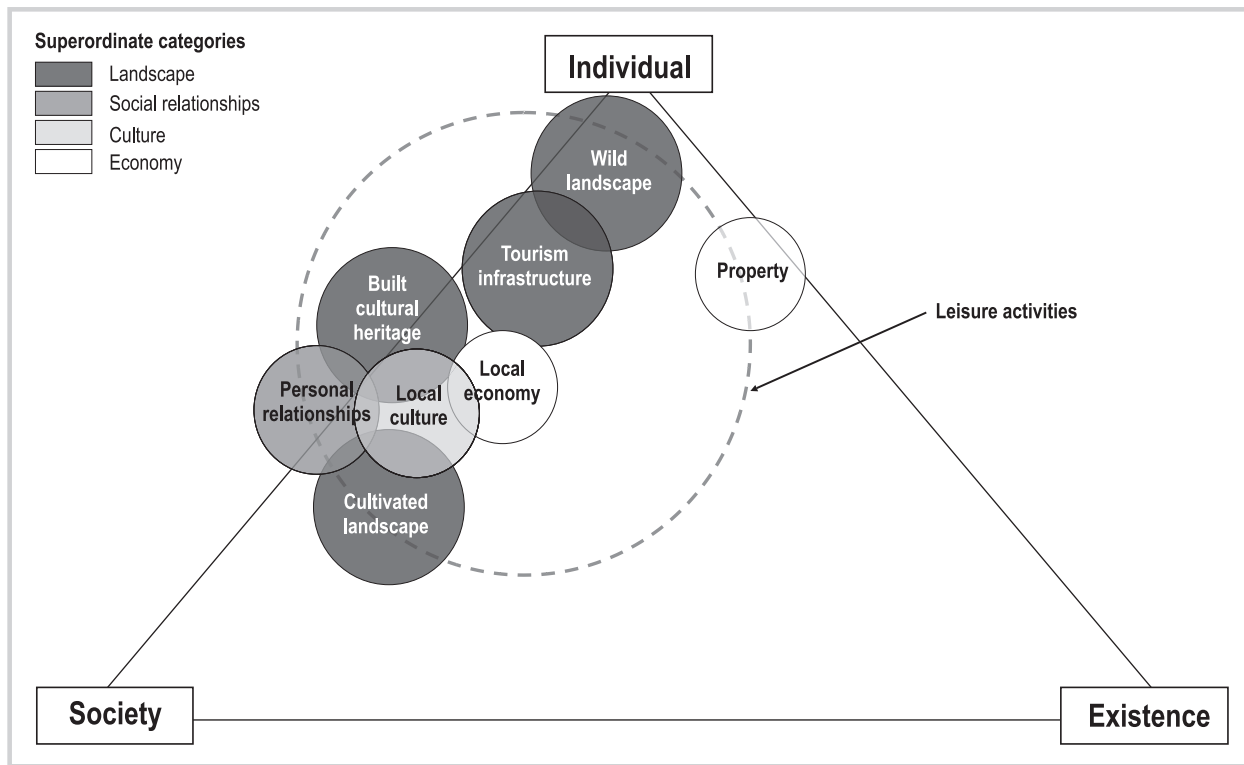 Superordinate categories
Landscape
Social relationships
Culture
Economy
Individual
Wild
landscape
Tourism
infrastructure
Property
Built
cultural
heritage
Leisure activities
Personal
relationships
Local
culture
Local
economy
Cultivated
landscape
Society
Existence